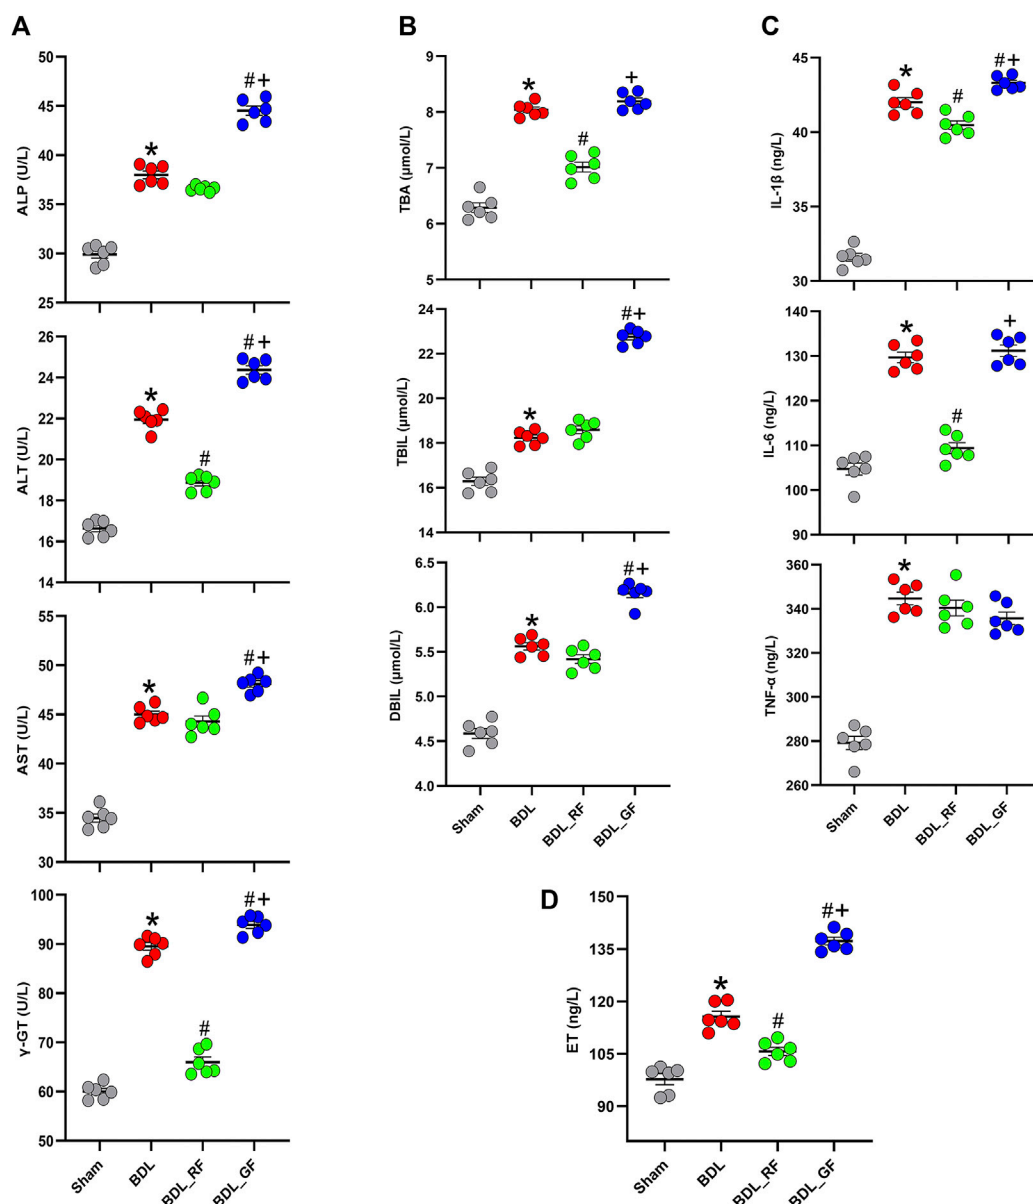 A
50
45
40
35
30
25
ALP (U/L)
*
#+
26
24
22
20
18
16
14
ALT (U/L)
*
#
#+
55
50
45
40
35
30
AST (U/L)
*
#+
100
90
80
70
60
50
γ-GT (U/L)
*
#
#+
Sham
BDL
BDL_RF
BDL_GF
B
9
8
7
6
5
TBA (μmol/L)
*
#
+
24
22
20
18
16
14
TBIL (μmol/L)
*
#+
6.5
6.0
5.5
5.0
4.5
4.0
DBIL (μmol/L)
*
#+
Sham
BDL
BDL_RF
BDL_GF
C
45
40
35
30
IL-1β (ng/L)
*
#
#+
140
130
120
110
100
90
IL-6 (ng/L)
*
#
+
360
340
320
300
280
260
TNF-α (ng/L)
*
Sham
BDL
BDL_RF
BDL_GF
D
150
135
120
105
90
ET (ng/L)
*
#
#+
Sham
BDL
BDL_RF
BDL_GF